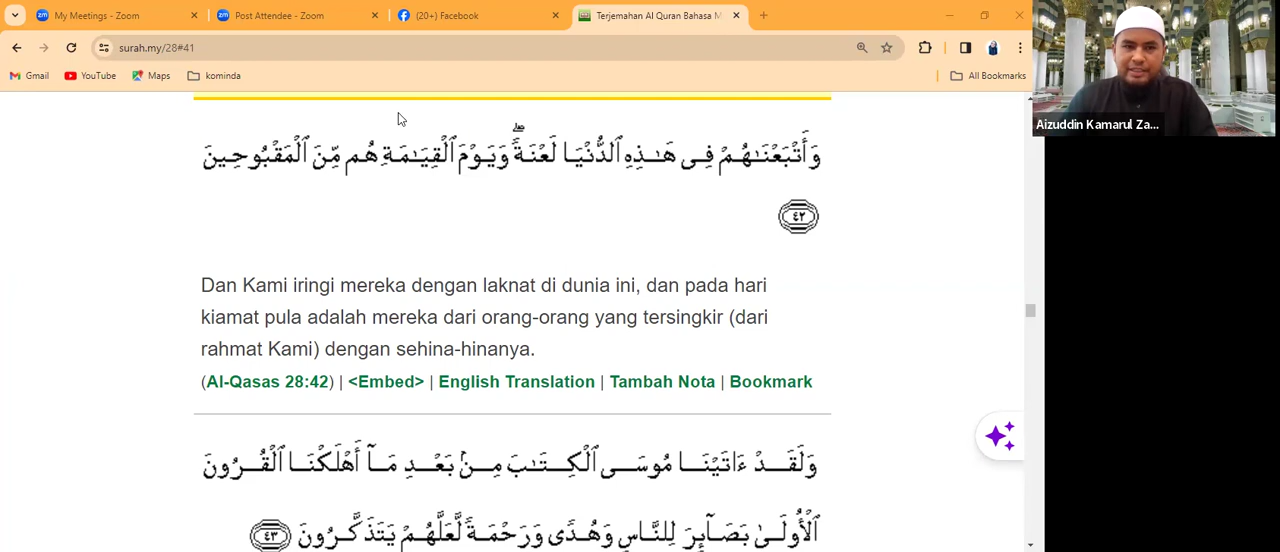 My Meetings - Zoom
Post Attendee - Zoom
(20+) Facebook
Terjemahan Al Quran Bahasa M
surah.my/28#41
Gmail
YouTube
Maps
kominda
All Bookmarks
Aizuddin Kamarul Za...
وَأَتْبَعْنَـٰهُمْ فِى هَـٰذِهِ ٱلدُّنْيَا لَعْنَةًۖ وَيَوْمَ ٱلْقِيَـٰمَةِ هُم مِّنَ ٱلْمَقْبُوحِينَ
٤٢
Dan Kami iringi mereka dengan laknat di dunia ini, dan pada hari
kiamat pula adalah mereka dari orang-orang yang tersingkir (dari
rahmat Kami) dengan sehina-hinanya.
(Al-Qasas 28:42) | <Embed> | English Translation | Tambah Nota | Bookmark
وَلَقَدْ ءَاتَيْنَا مُوسَى ٱلْكِتَـٰبَ مِنۢ بَعْدِ مَآ أَهْلَكْنَا ٱلْقُرُونَ
ٱلْأُولَىٰ بَصَآئِرَ لِلنَّاسِ وَهُدًى وَرَحْمَةً لَّعَلَّهُمْ يَتَذَكَّرُونَ ٤٣